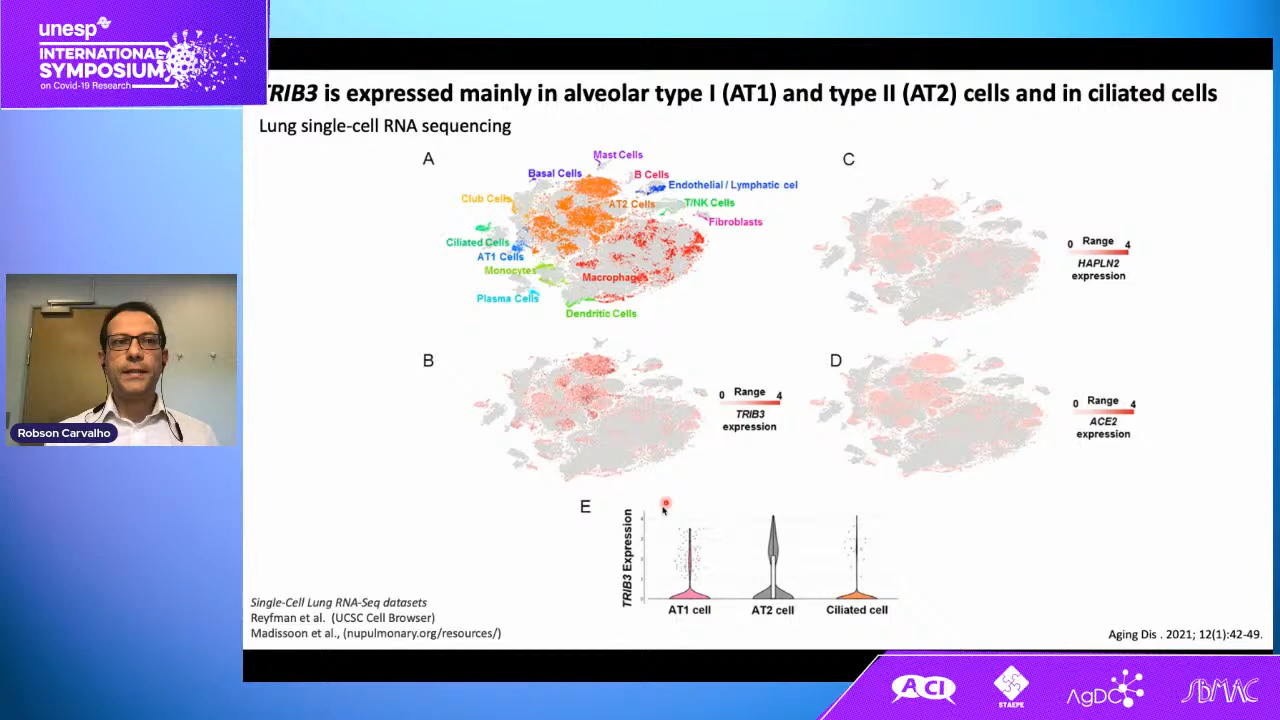 unesp
INTERNATIONAL
SYMPOSIUM
on Covid-19 Research
TRIB3 is expressed mainly in alveolar type I (AT1) and type II (AT2) cells and in ciliated cells
Lung single-cell RNA sequencing
A
Mast Cells
Basal Cells
B Cells
Endothelial / Lymphatic cel
Club Cells
AT2 Cells
T/NK Cells
Fibroblasts
Ciliated Cells
AT1 Cells
Monocytes
Macrophages
Plasma Cells
Dendritic Cells
C
0 Range 4
HAPLN2
expression
B
0 Range 4
TRIB3
expression
D
0 Range 4
ACE2
expression
E
TRIB3 Expression
AT1 cell
AT2 cell
Ciliated cell
Single-Cell Lung RNA-Seq datasets
Reyfman et al. (UCSC Cell Browser)
Madissoon et al., (nupulmonary.org/resources/)
Aging Dis . 2021; 12(1):42-49.
Robson Carvalho
ACI
STAEPE
AgDC
SBMAC